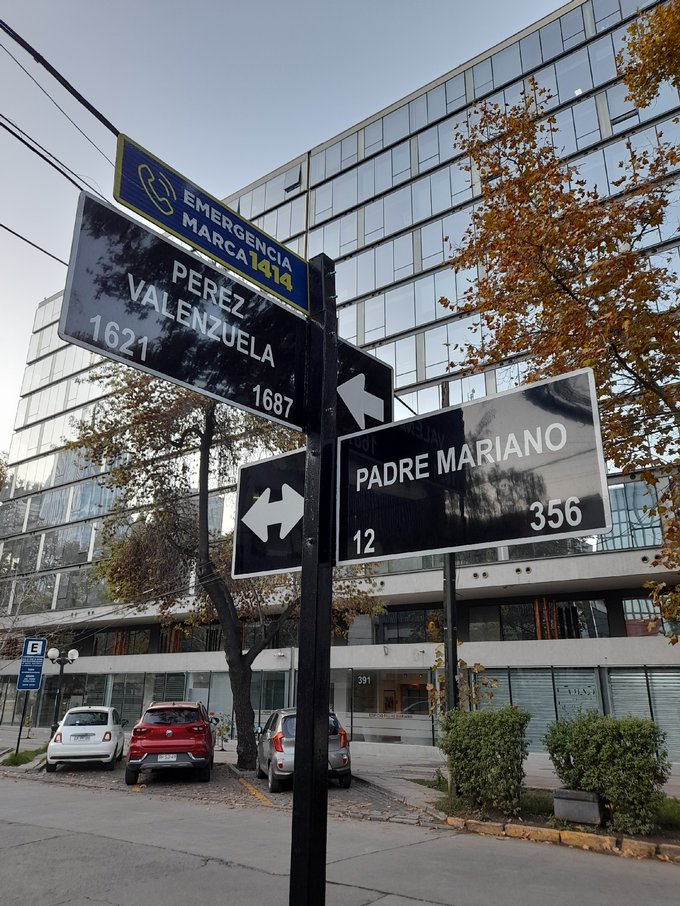 EMERGENCIA
MARCA 1414
PEREZ
VALENZUELA
1621
1687
PADRE MARIANO
12
356
E
391